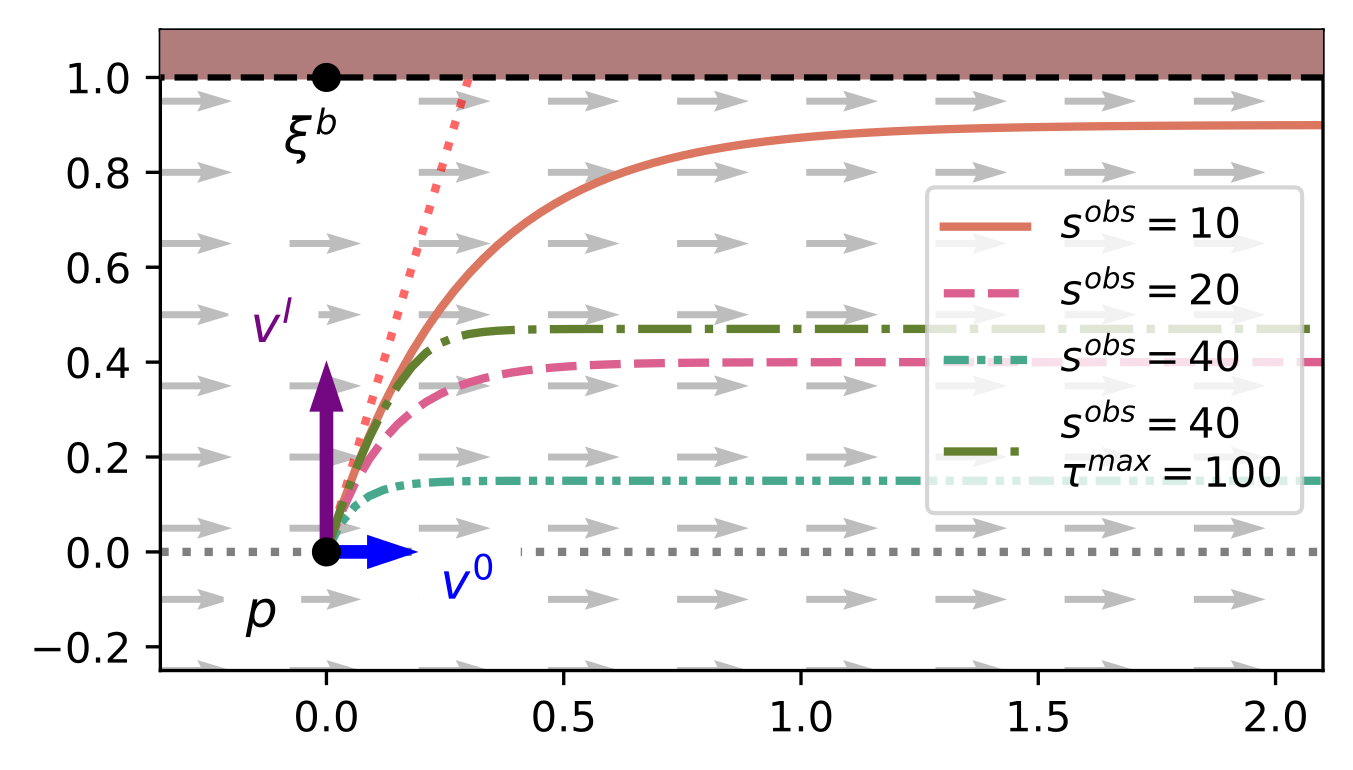 1.0
ξ^b
0.8
s^{obs} = 10
0.6
s^{obs} = 20
v^I
0.4
s^{obs} = 40
s^{obs} = 40
0.2
τ^{max} = 100
0.0
v^0
p
−0.2
0.0 0.5 1.0 1.5 2.0